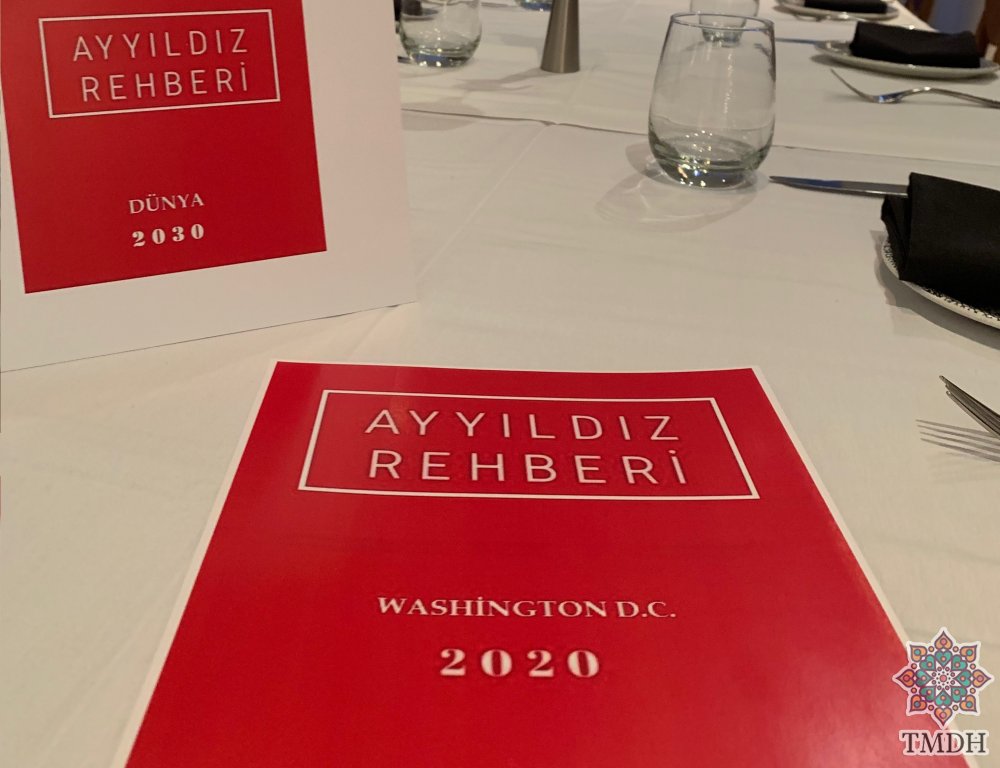 AYYILDIZ
REHBERİ
DÜNYA
2030
AYYILDIZ
REHBERİ
WASHİNGTON D.C.
2020
TMDH